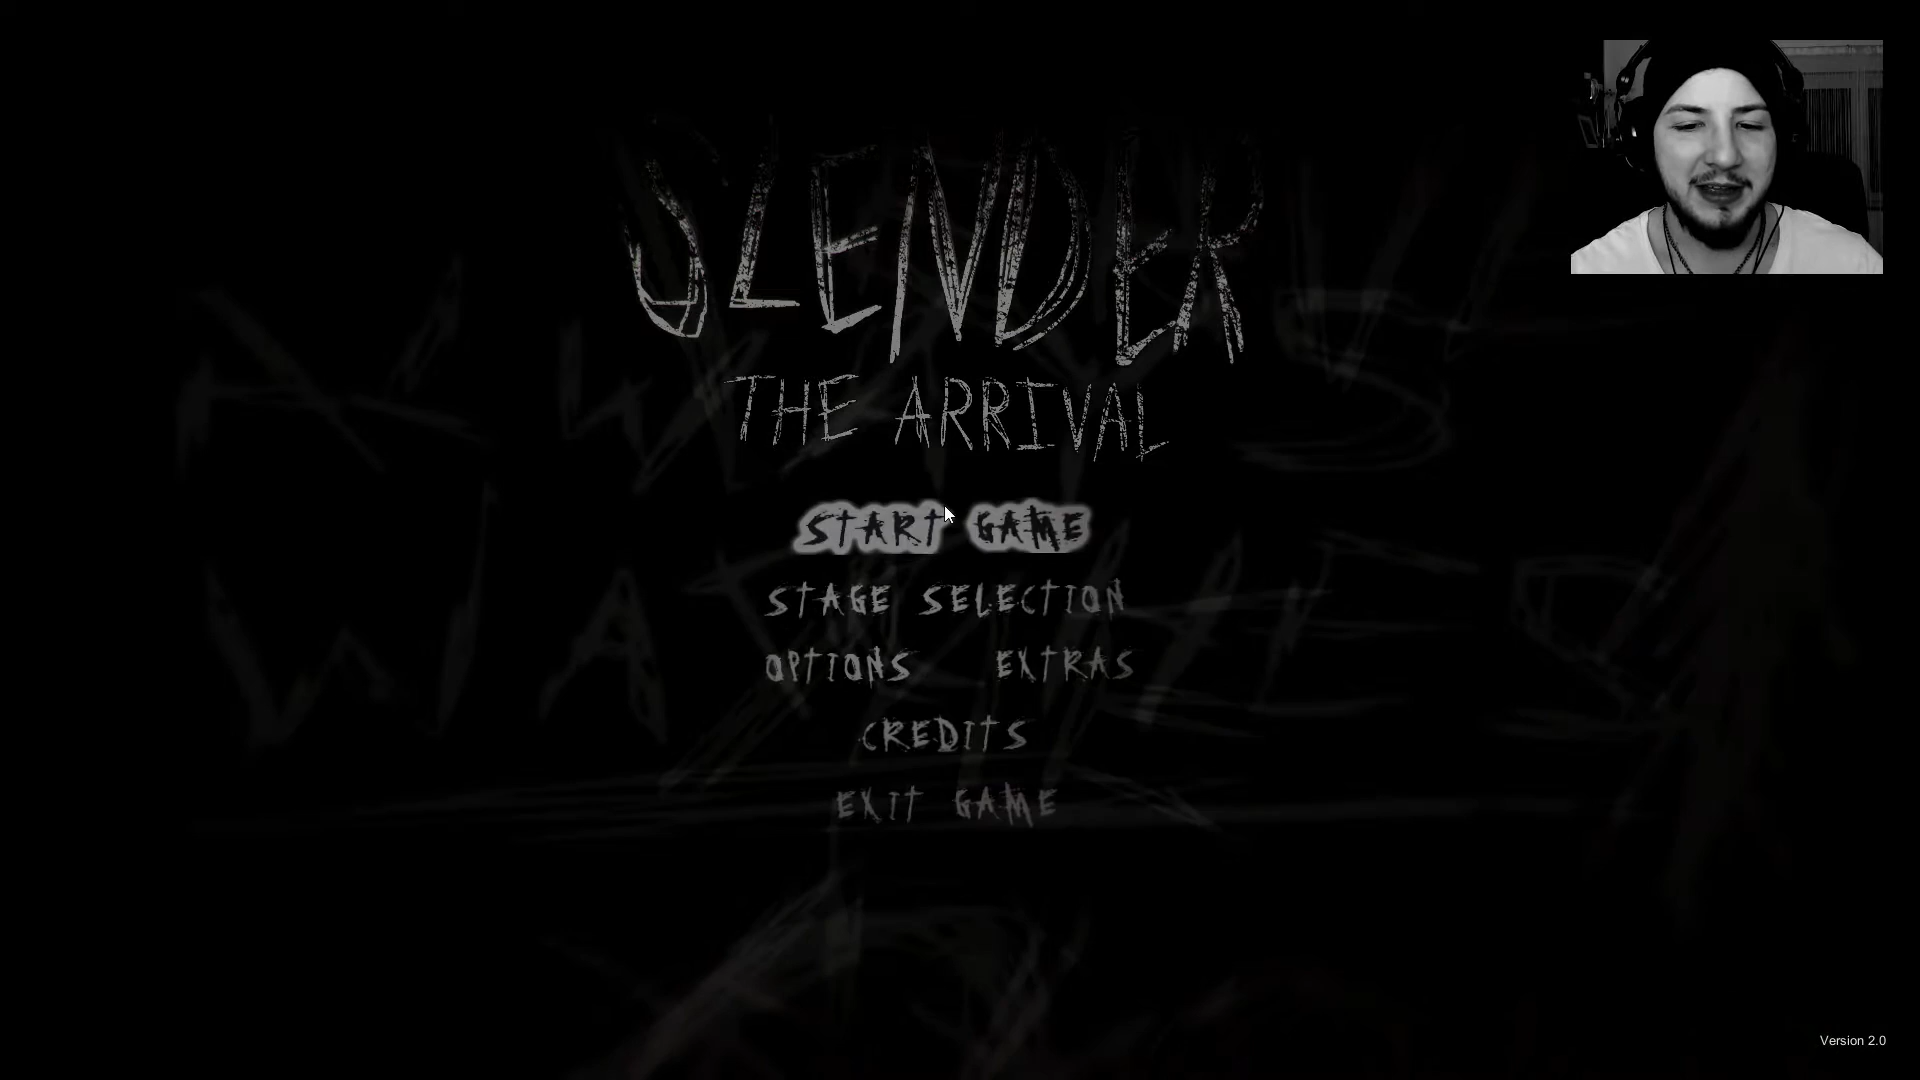 SLENDER
THE ARRIVAL
START GAME
STAGE SELECTION
OPTIONS EXTRAS
CREDITS
EXIT GAME
Version 2.0